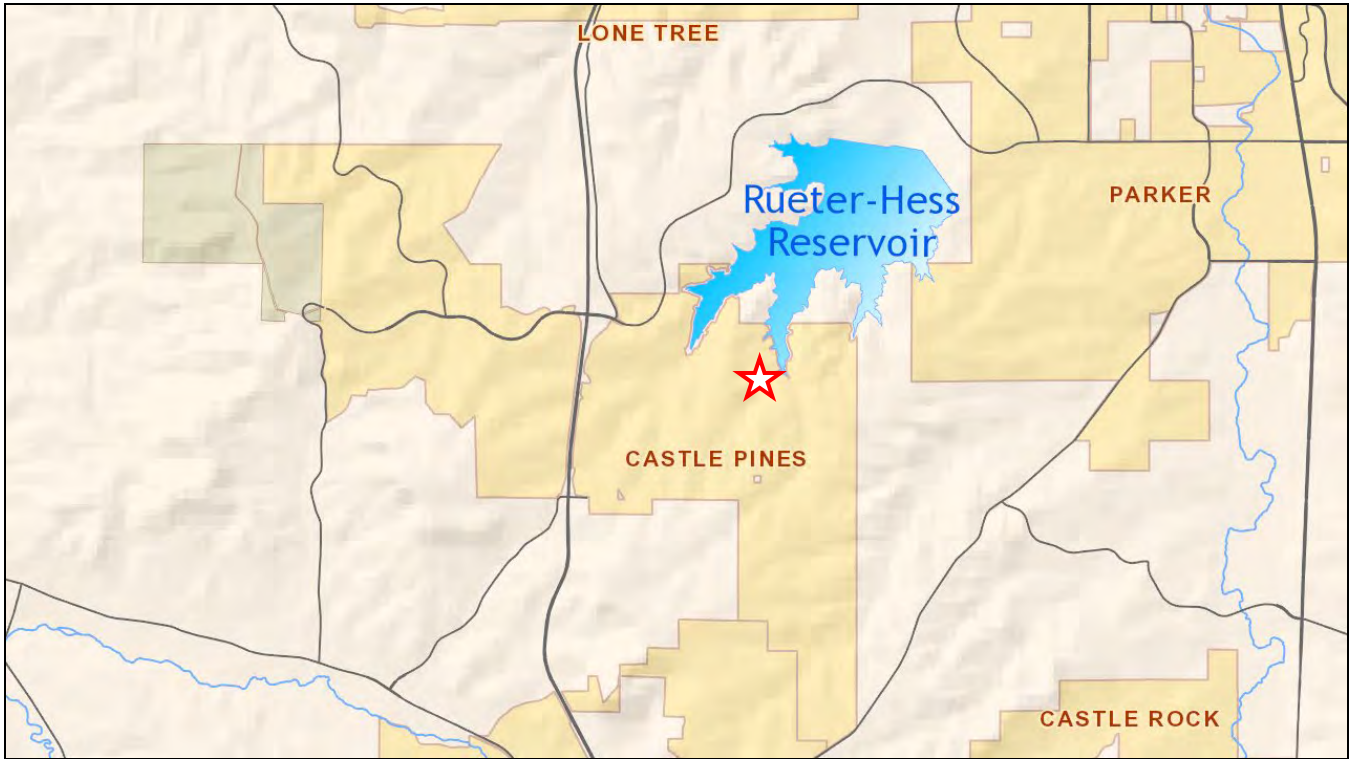 LONE TREE
PARKER
Rueter-Hess
Reservoir
CASTLE PINES
CASTLE ROCK